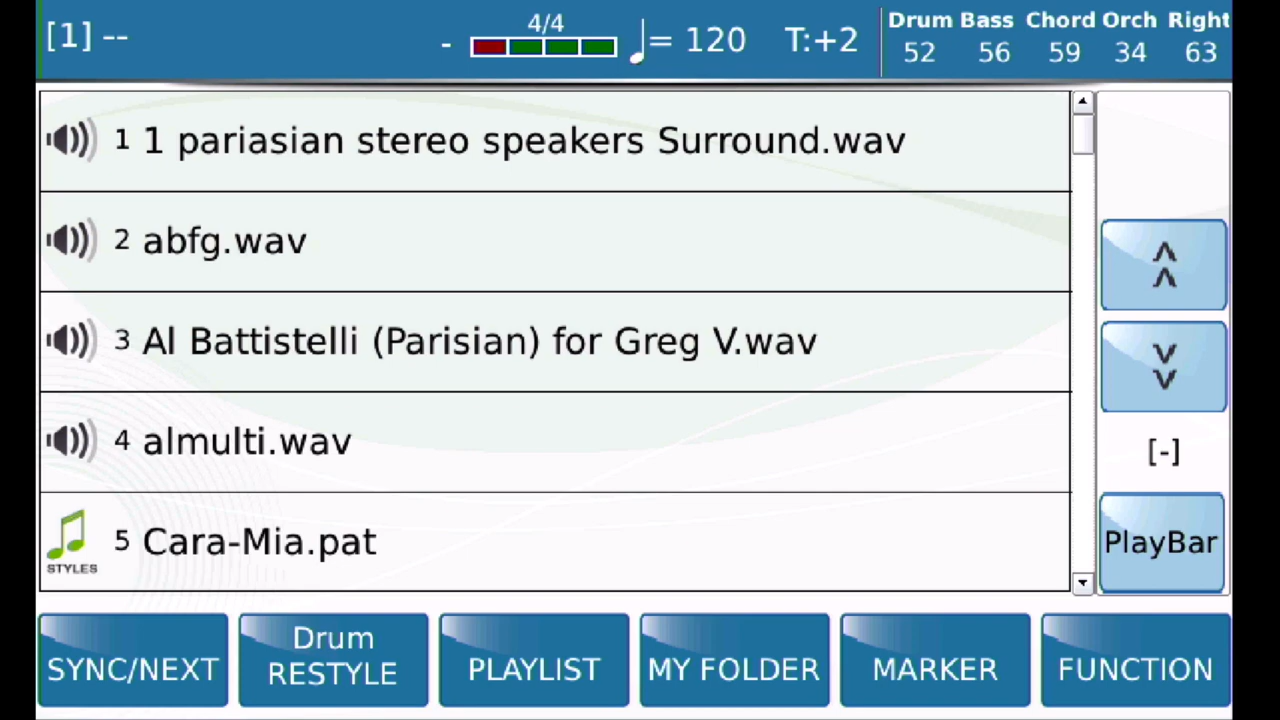 [1] --
-
4/4
= 120
T:+2
Drum Bass Chord Orch Right
52 56 59 34 63
1 1 pariasian stereo speakers Surround.wav
2 abfg.wav
3 Al Battistelli (Parisian) for Greg V.wav
4 almulti.wav
STYLES
5 Cara-Mia.pat
[-]
PlayBar
SYNC/NEXT
Drum
RESTYLE
PLAYLIST
MY FOLDER
MARKER
FUNCTION